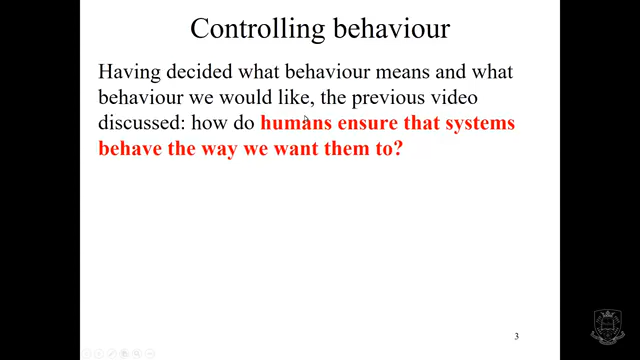 Controlling behaviour
Having decided what behaviour means and what
behaviour we would like, the previous video
discussed: how do humans ensure that systems
behave the way we want them to?
3